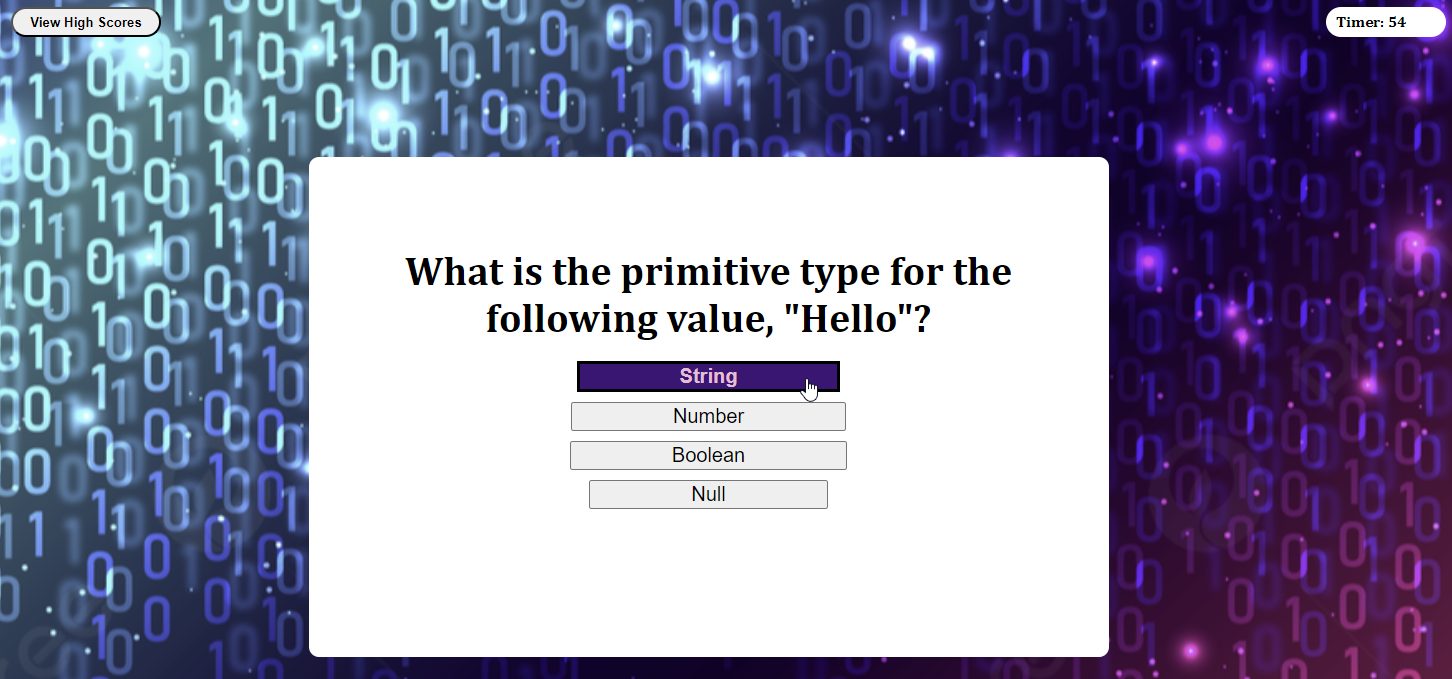 View High Scores
Timer: 54
What is the primitive type for the
following value, "Hello"?
String
Number
Boolean
Null